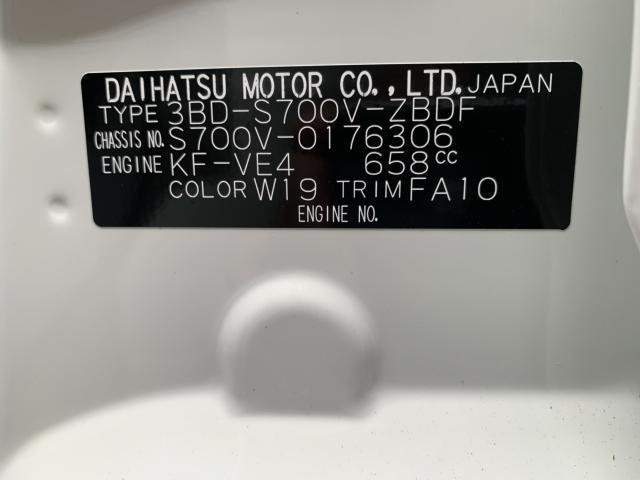 DAIHATSU MOTOR CO.,LTD. JAPAN
TYPE 3BD-S700V-ZBDF
CHASSIS NO. S700V-0176306
ENGINE KF-VE4 658cc
COLOR W19 TRIM FA10
ENGINE NO.